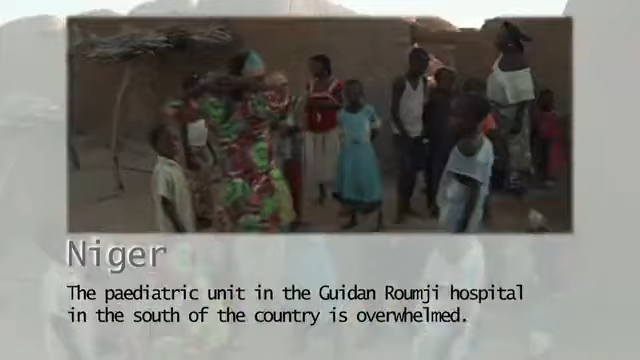 Niger
The paediatric unit in the Guidan Roumji hospital
in the south of the country is overwhelmed.